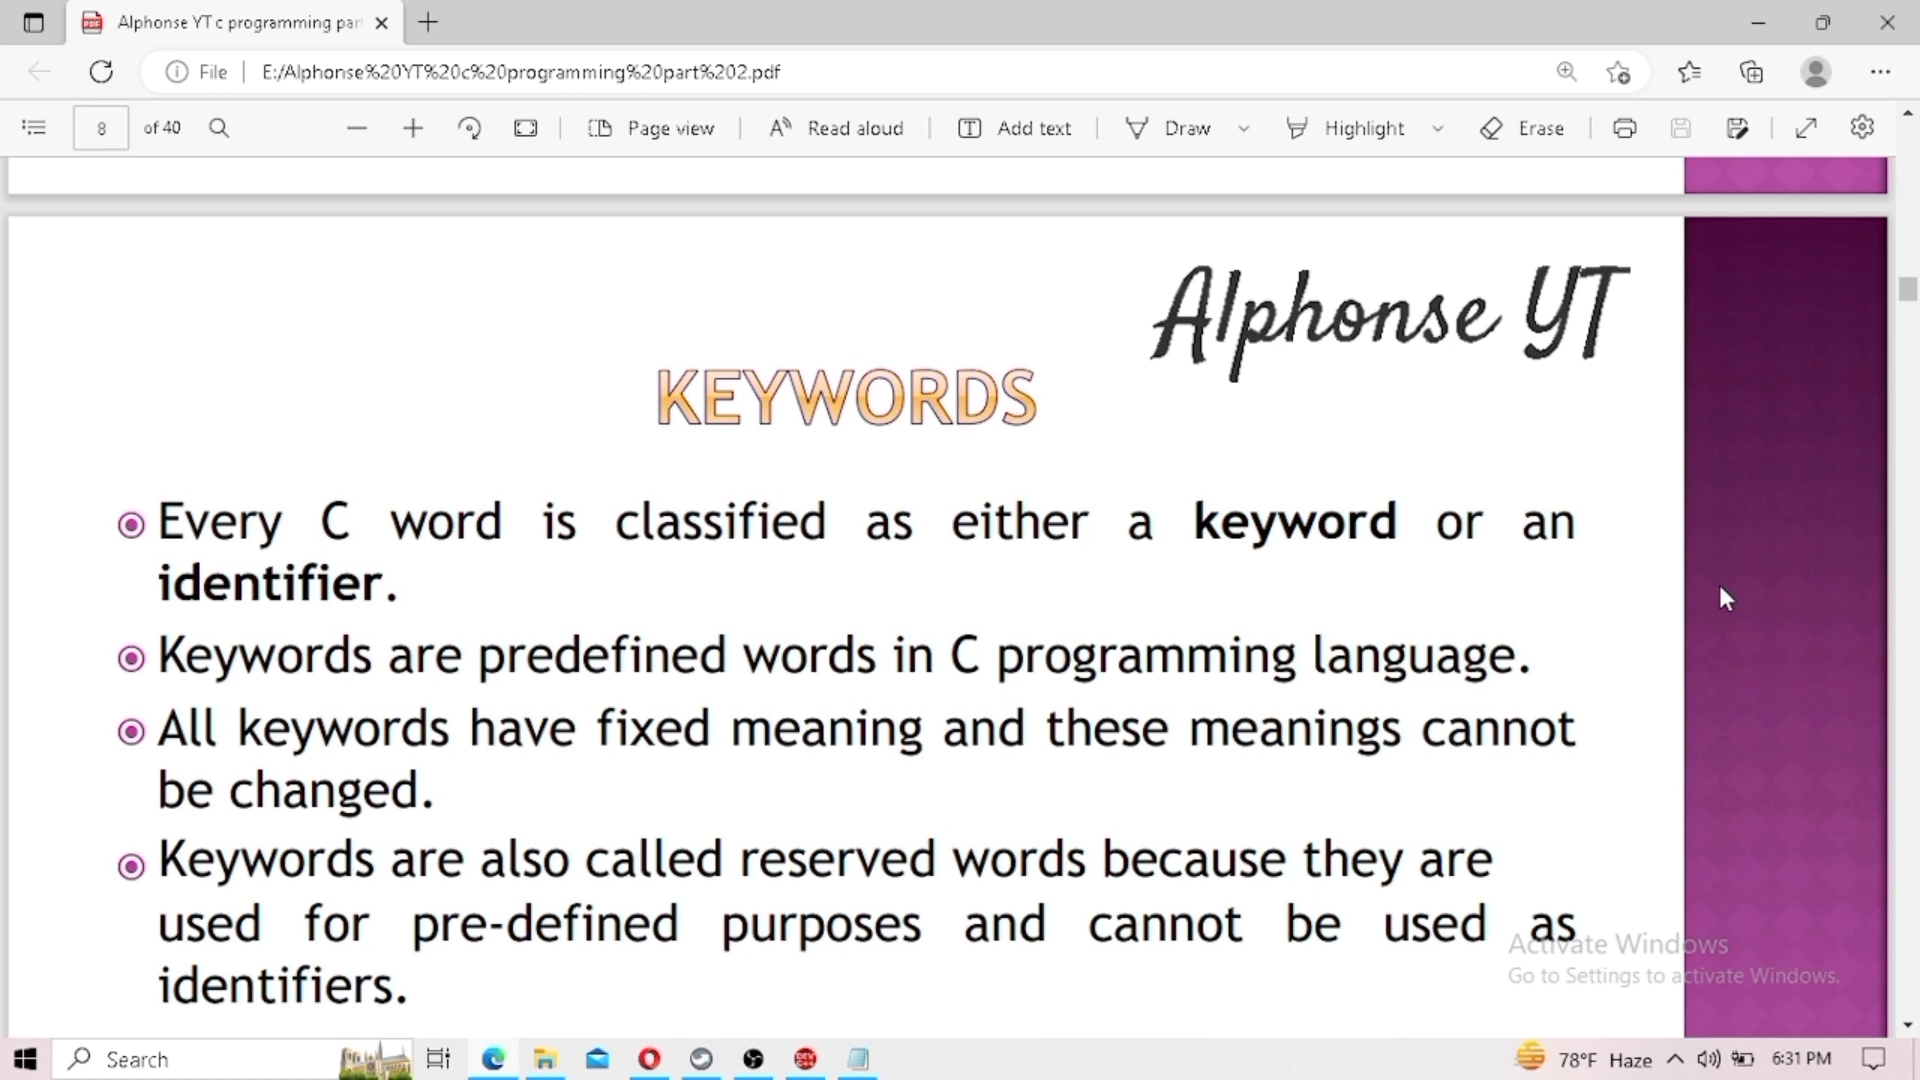 Alphonse YT c programming par
File
E:/Alphonse%20YT%20c%20programming%20part%202.pdf
8 of 40
Page view
Read aloud
Add text
Draw
Highlight
Erase
Alphonse YT
KEYWORDS
Every C word is classified as either a keyword or an
identifier.
Keywords are predefined words in C programming language.
All keywords have fixed meaning and these meanings cannot
be changed.
Keywords are also called reserved words because they are
used for pre-defined purposes and cannot be used as
identifiers.
Activate Windows
Go to Settings to activate Windows.
Search
78°F Haze
6:31 PM